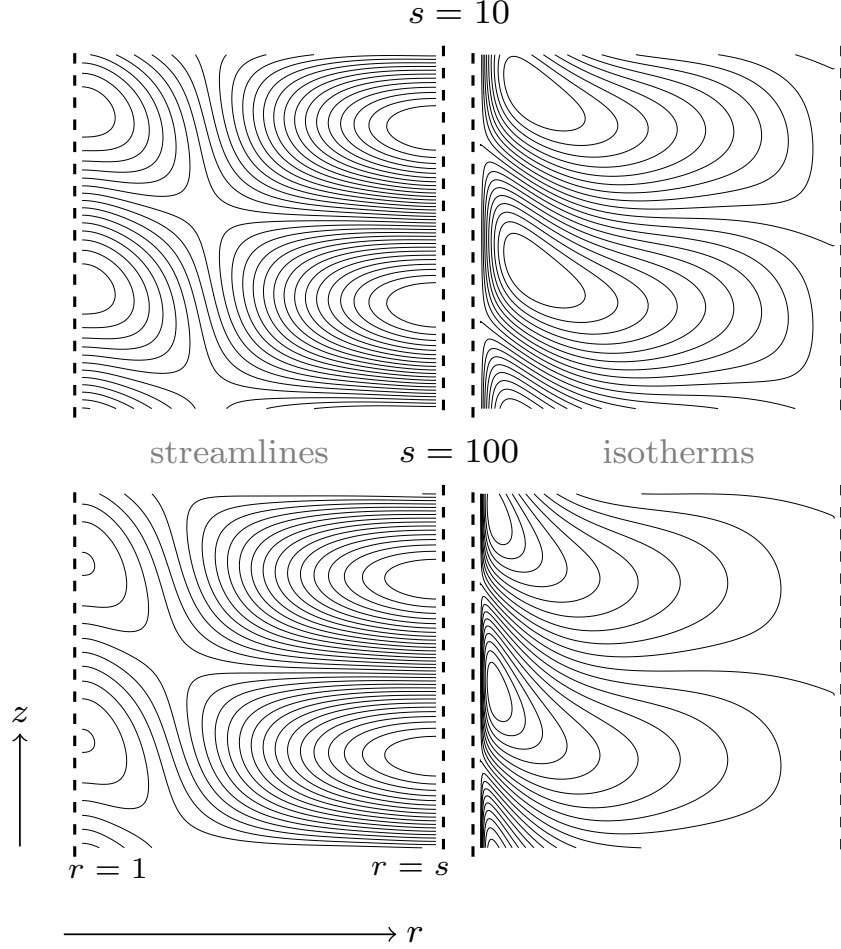 s = 10
streamlines s = 100 isotherms
z
r = 1 r = s
r